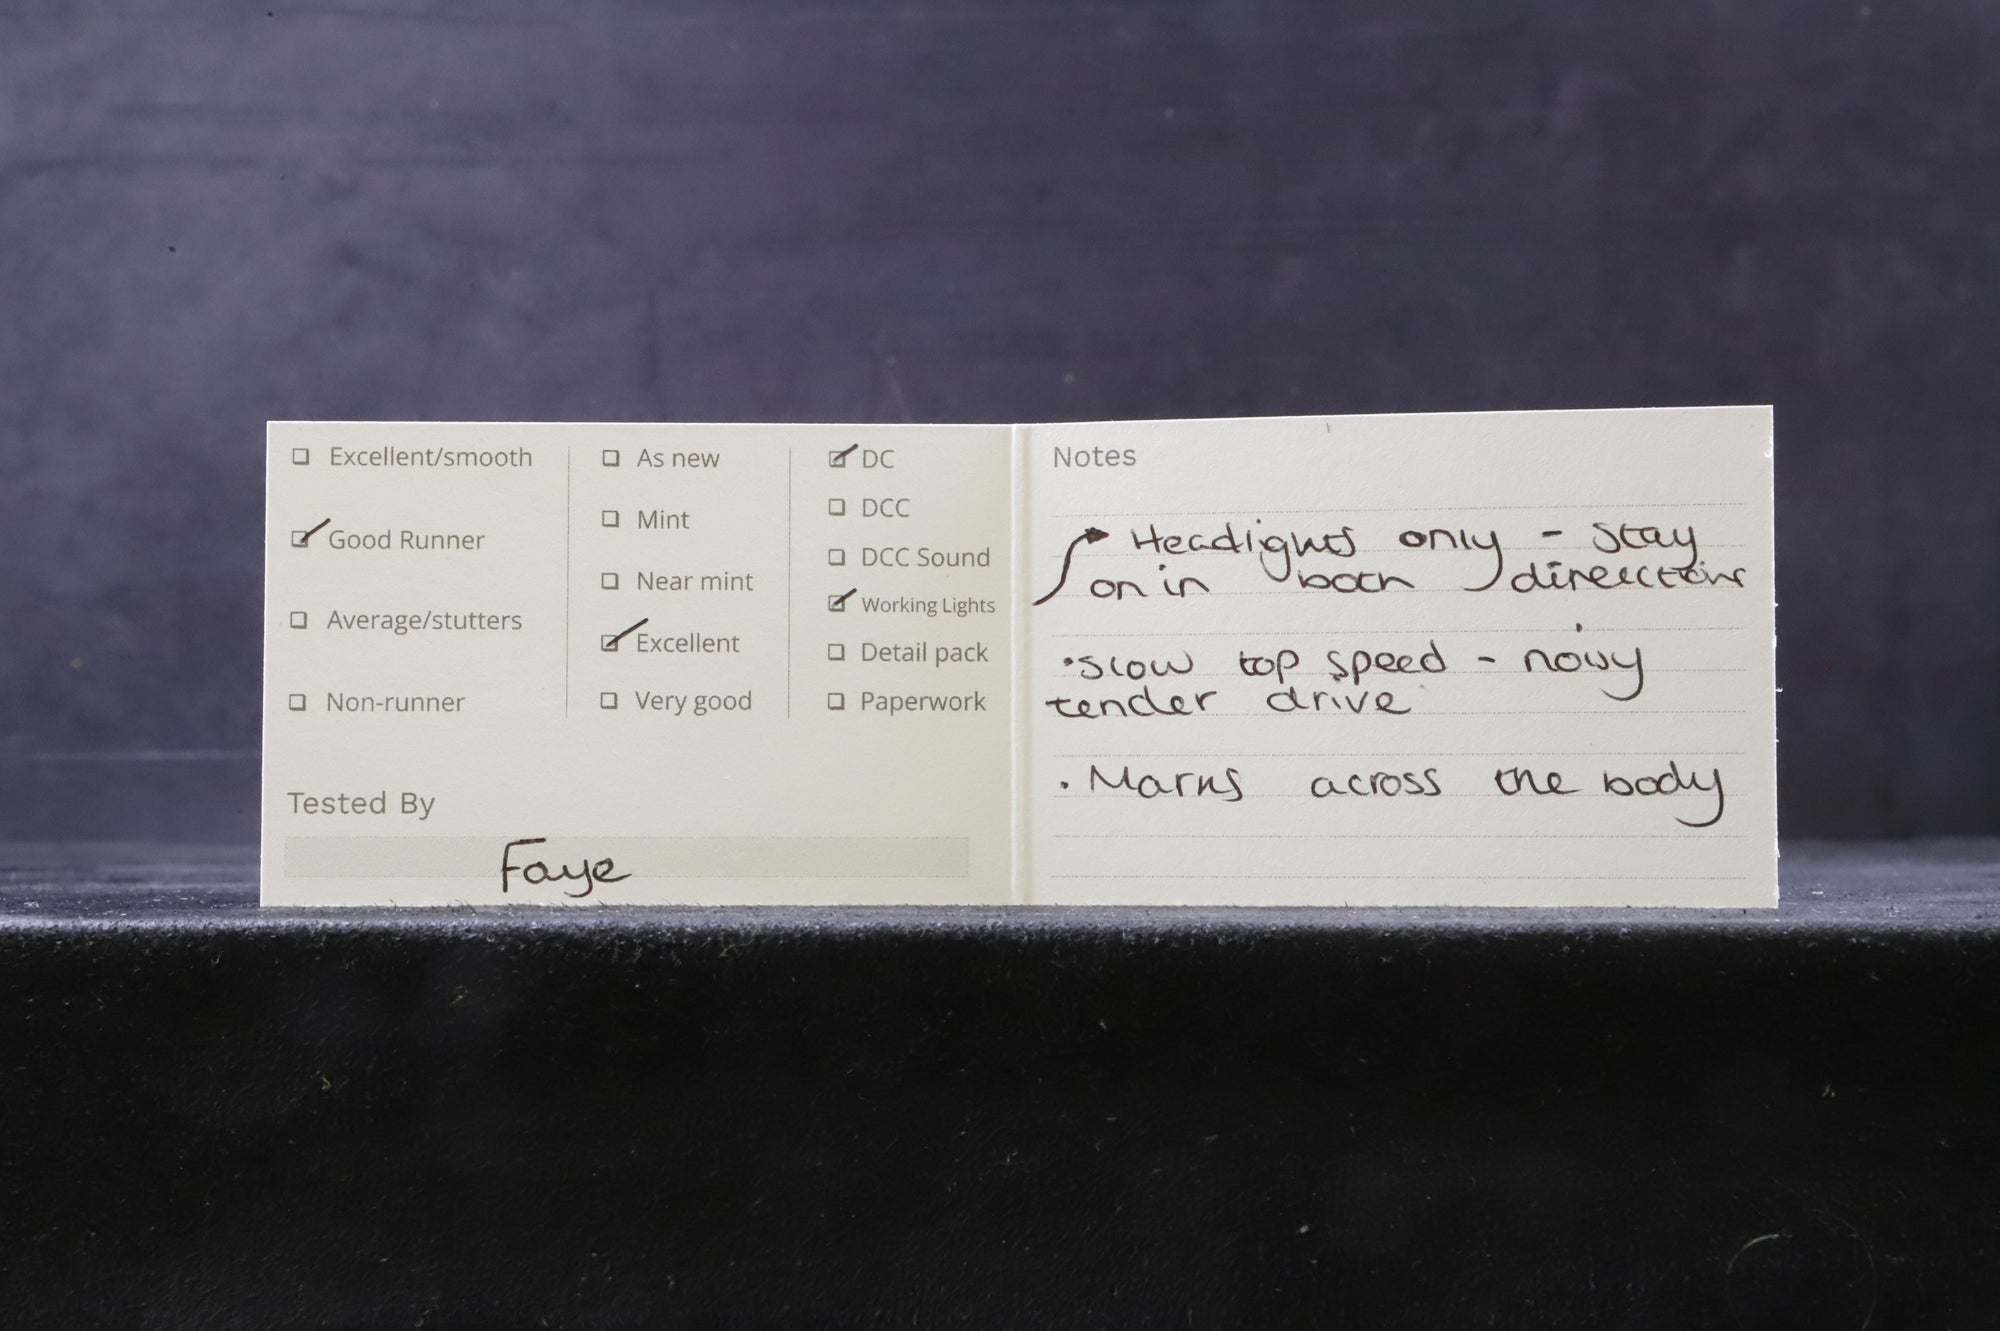 ☐ Excellent/smooth
☑ Good Runner
☐ Average/stutters
☐ Non-runner
☐ As new
☐ Mint
☐ Near mint
☑ Excellent
☐ Very good
☑ DC
☐ DCC
☐ DCC Sound
☑ Working Lights
☐ Detail pack
☐ Paperwork
Tested By
Faye
Notes
Headights only - stay
on in both directions
• slow top speed - noisy
tender drive
• Marks across the body